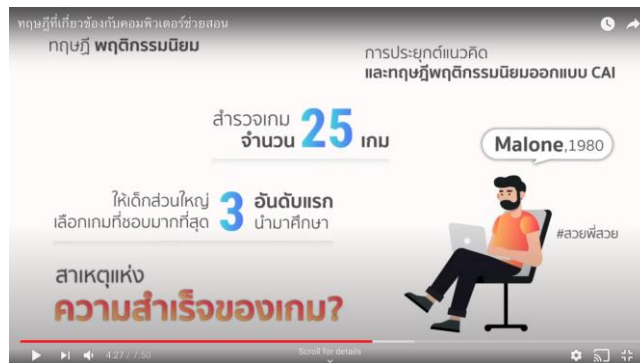 ทฤษฎีที่เกี่ยวข้องกับคอมพิวเตอร์ช่วยสอน
ทฤษฎี พฤติกรรมนิยม
การประยุกต์แนวคิด
และทฤษฎีพฤติกรรมนิยมออกแบบ CAI
สำรวจเกม
จำนวน 25 เกม
Malone,1980
ให้เด็กส่วนใหญ่
เลือกเกมที่ชอบมากที่สุด 3 อันดับแรก
นำมาศึกษา
#สวยพี่สวย
สาเหตุแห่ง
ความสำเร็จของเกม?
4:27 / 7:50
Scroll for details